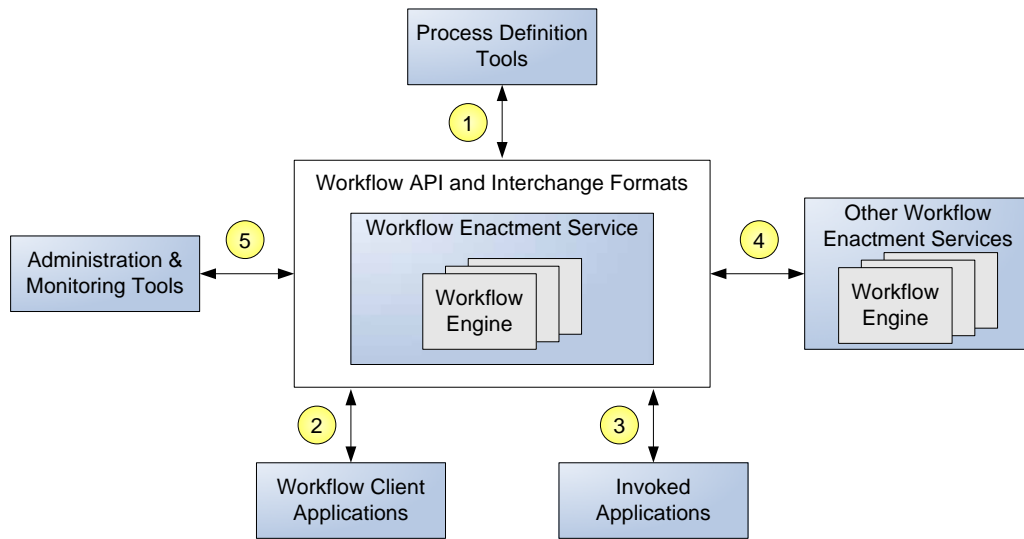 Process Definition
Tools
1
Workflow API and Interchange Formats
Workflow Enactment Service
Workflow
Engine
5
Administration &
Monitoring Tools
4
Other Workflow
Enactment Services
Workflow
Engine
2
3
Workflow Client
Applications
Invoked
Applications